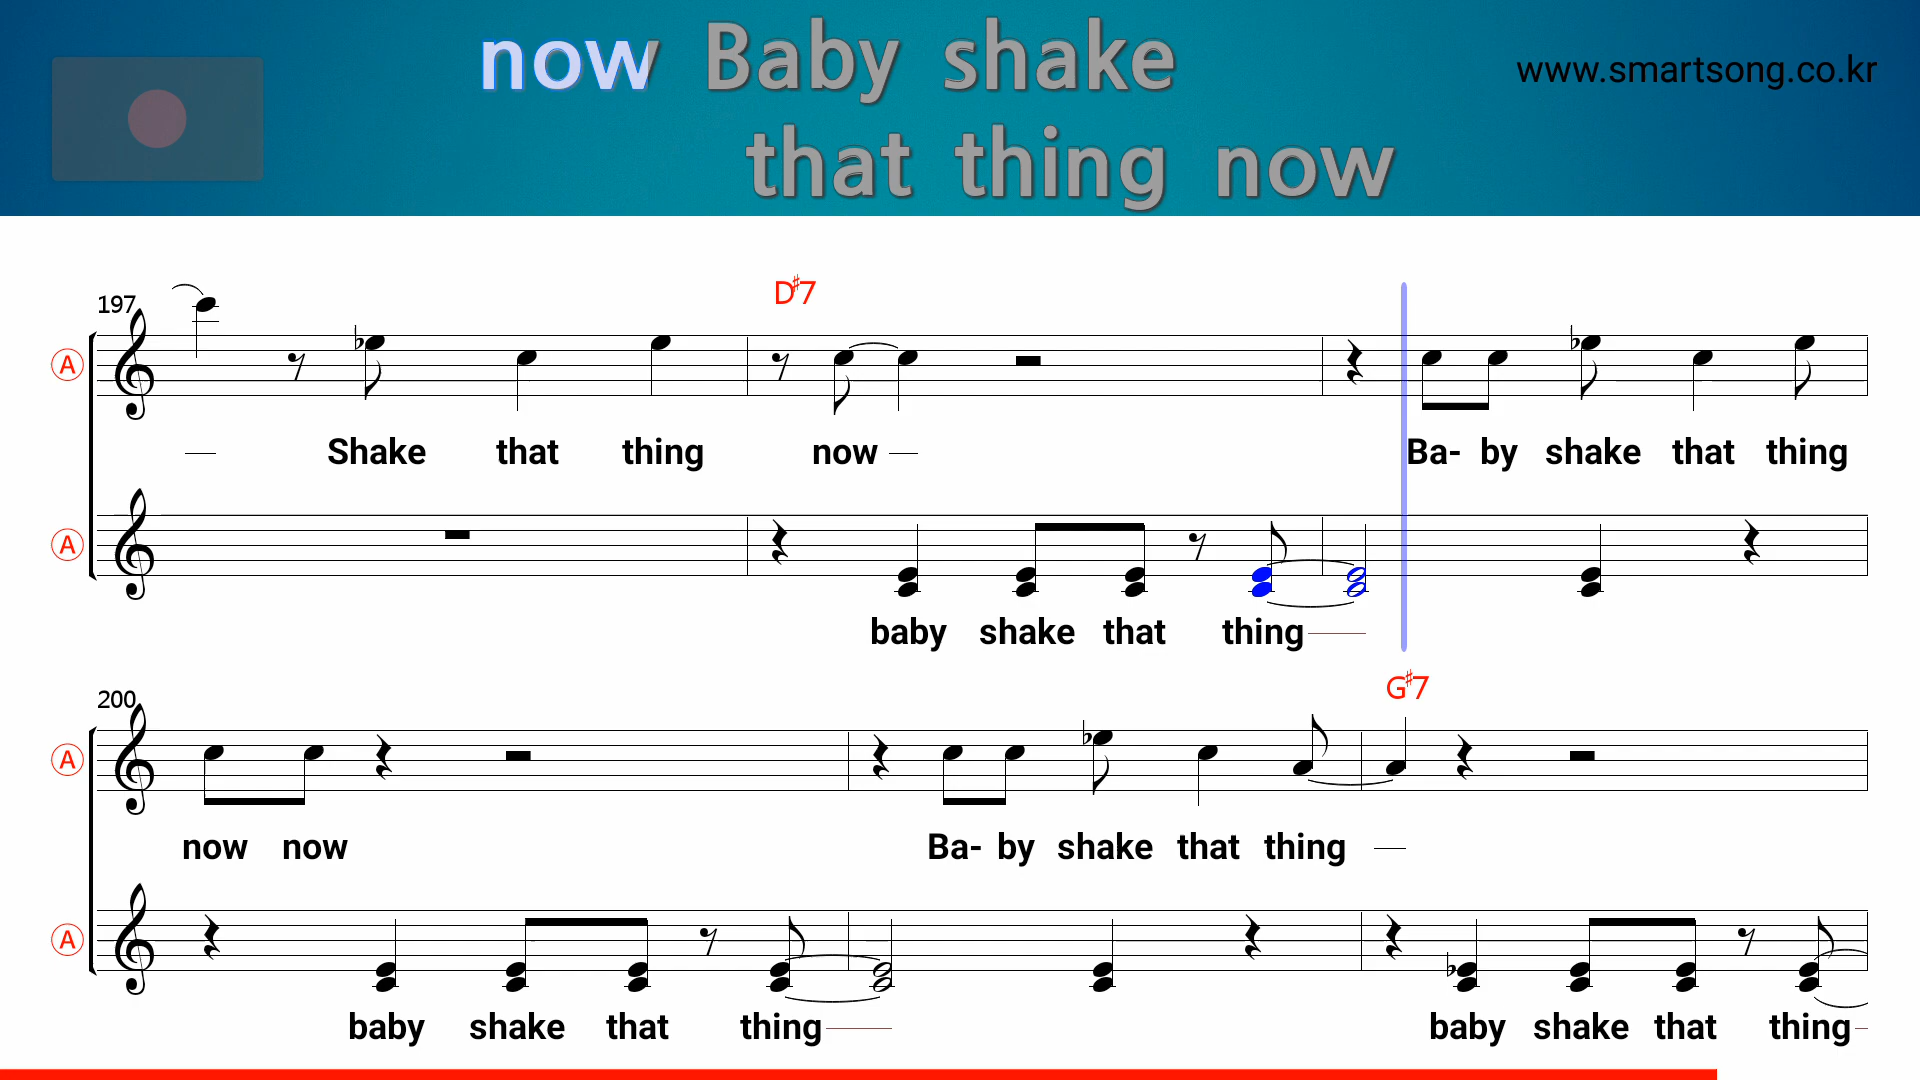 now Baby shake
www.smartsong.co.kr
that thing now
197
D♯7
A
Shake that thing now Ba- by shake that thing
A
baby shake that thing
200
G♯7
A
now now Ba- by shake that thing
A
baby shake that thing baby shake that thing